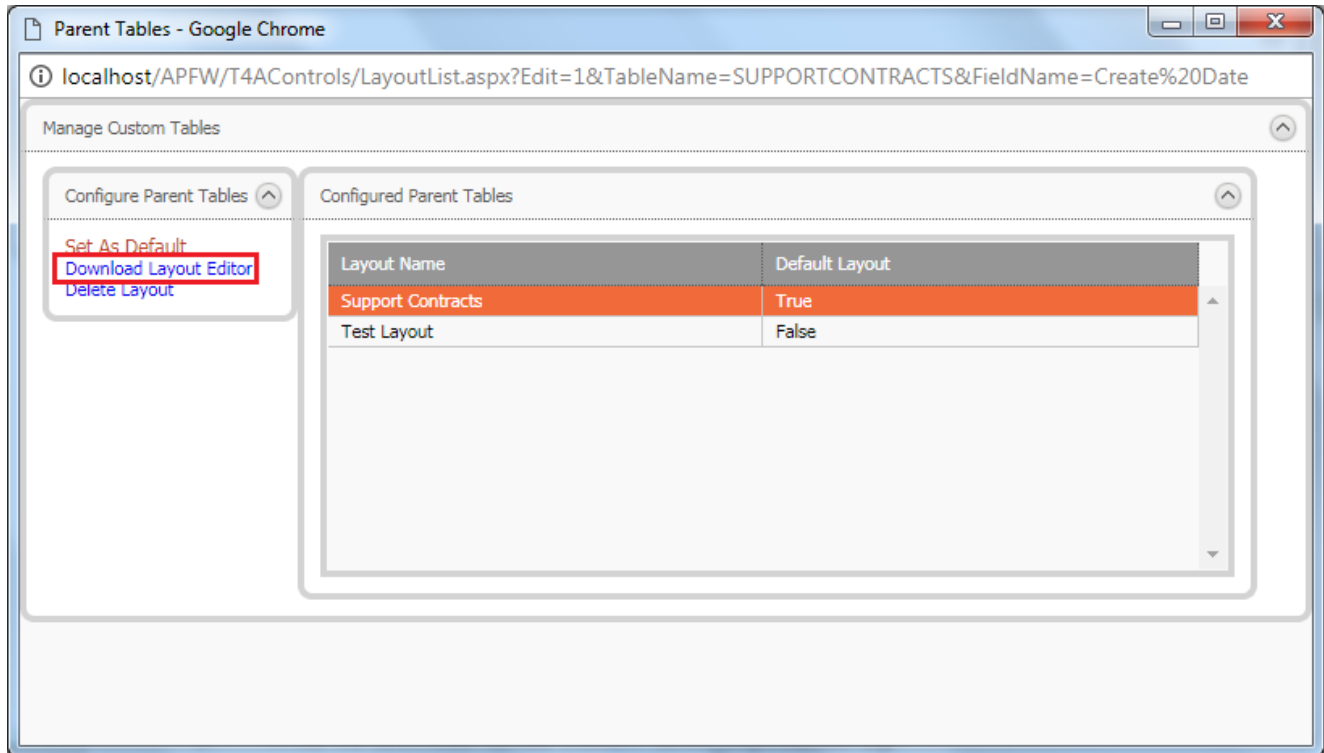 Parent Tables - Google Chrome
localhost/APFW/T4AControls/LayoutList.aspx?Edit=1&TableName=SUPPORTCONTRACTS&FieldName=Create%20Date
Manage Custom Tables
Configure Parent Tables
Set As Default
Download Layout Editor
Delete Layout
Configured Parent Tables
Layout Name Default Layout
Support Contracts True
Test Layout False